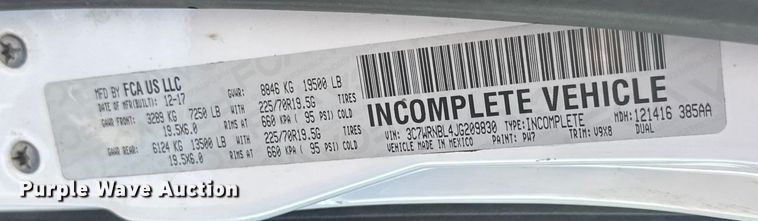 MFD BY FCA US LLC
DATE OF MFR(BUILT): 12-17 GVWR: 8846 KG 19500 LB
GAWR FRONT: 3289 KG 7250 LB WITH 225/70R19.5G TIRES
19.5X6.0 RIMS AT 660 KPA ( 95 PSI) COLD
GAWR REAR: 6124 KG 13500 LB WITH 225/70R19.5G TIRES
19.5X6.0 RIMS AT 660 KPA ( 95 PSI) COLD
INCOMPLETE VEHICLE
VIN: 3C7WRNBL4JG209830 TYPE: INCOMPLETE MDH: 121416 385AA
VEHICLE MADE IN MEXICO PAINT: PW7 TRIM: V9X8 DUAL
Purple Wave Auction